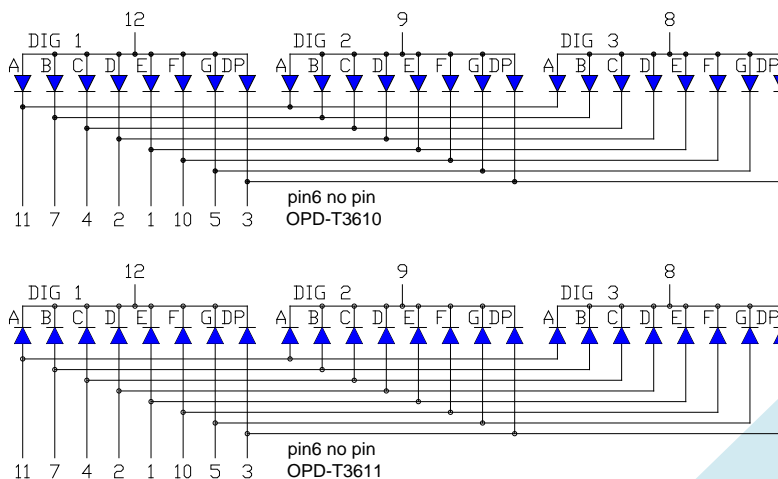 12 9 8
DIG 1 DIG 2 DIG 3
A B C D E F G DP A B C D E F G DP A B C D E F G DP
pin6 no pin
11 7 4 2 1 10 5 3 OPD-T3610
12 9 8
DIG 1 DIG 2 DIG 3
A B C D E F G DP A B C D E F G DP A B C D E F G DP
pin6 no pin
11 7 4 2 1 10 5 3 OPD-T3611